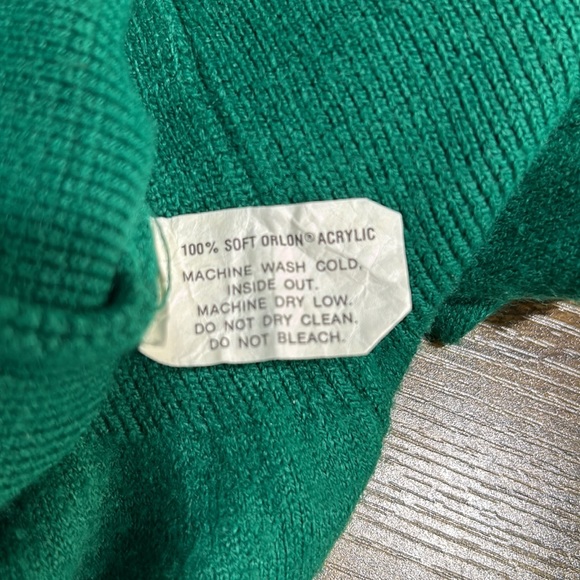 100% SOFT ORLON® ACRYLIC
MACHINE WASH COLD,
INSIDE OUT.
MACHINE DRY LOW.
DO NOT DRY CLEAN.
DO NOT BLEACH.